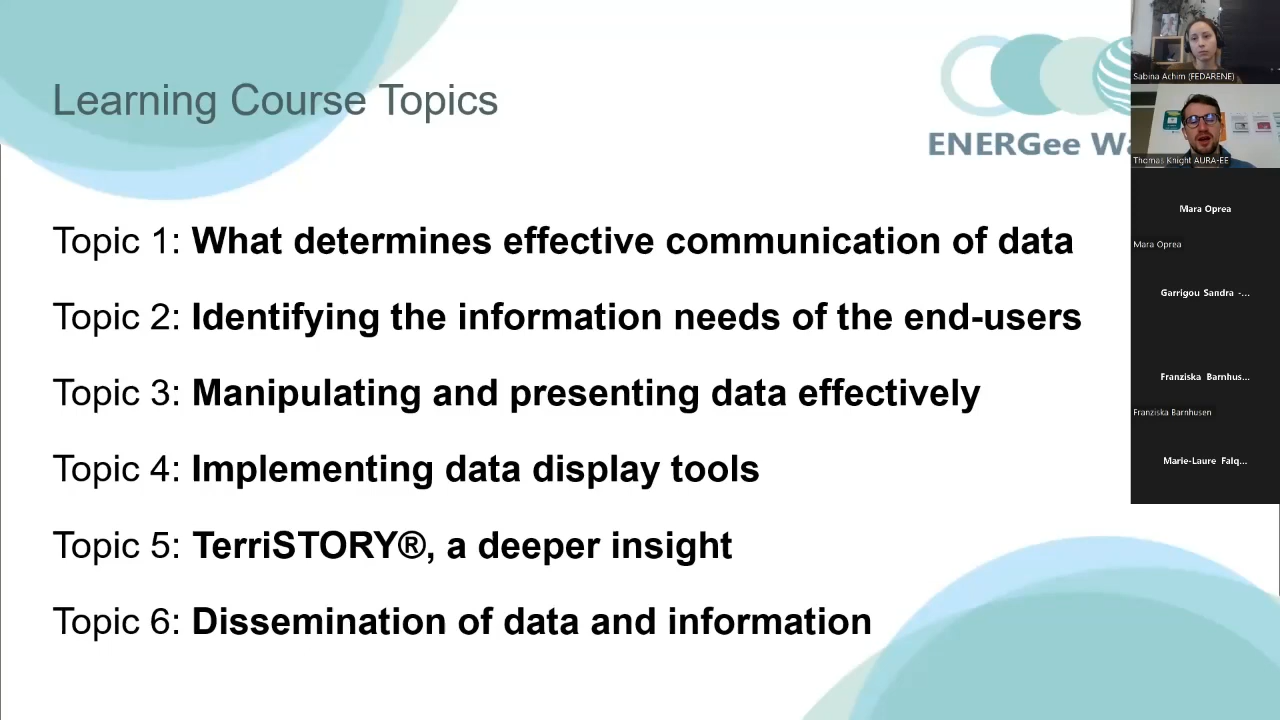 Learning Course Topics
ENERGee Wa
Topic 1: What determines effective communication of data
Topic 2: Identifying the information needs of the end-users
Topic 3: Manipulating and presenting data effectively
Topic 4: Implementing data display tools
Topic 5: TerriSTORY®, a deeper insight
Topic 6: Dissemination of data and information
Sabina Achim (FEDARENE)
Thomas Knight AURA-EE
Mara Oprea
Mara Oprea
Garrigou Sandra -...
Franziska Barnhus...
Franziska Barnhusen
Marie-Laure Falq...